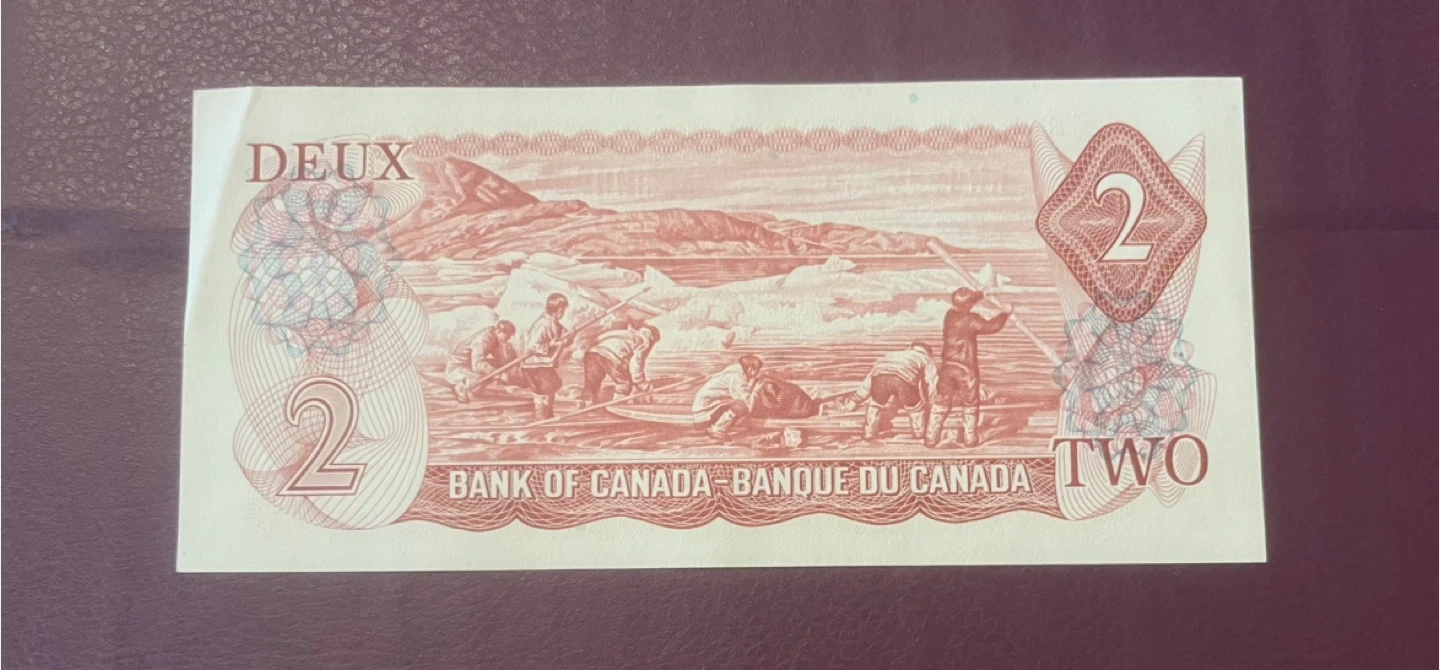 DEUX
2
2
BANK OF CANADA-BANQUE DU CANADA
TWO